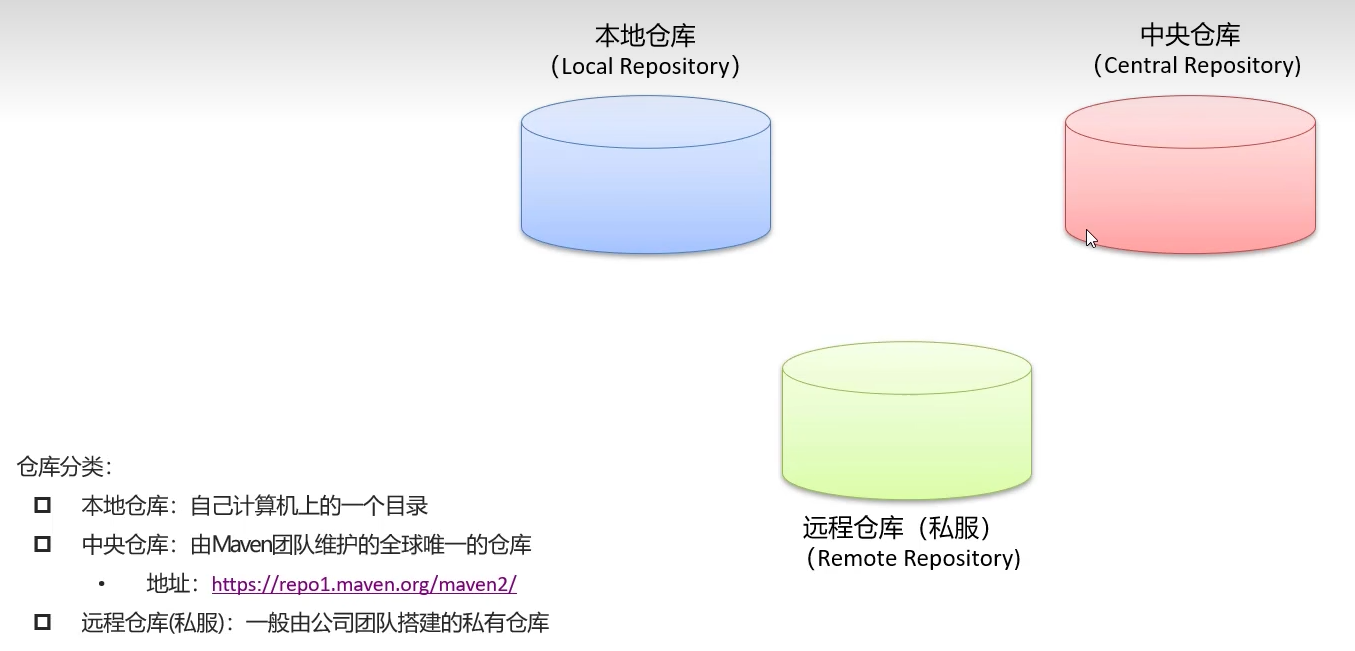 本地仓库
（Local Repository）
中央仓库
（Central Repository)
远程仓库（私服）
（Remote Repository)
仓库分类：
本地仓库：自己计算机上的一个目录
中央仓库：由Maven团队维护的全球唯一的仓库
• 地址：https://repo1.maven.org/maven2/
远程仓库(私服)：一般由公司团队搭建的私有仓库